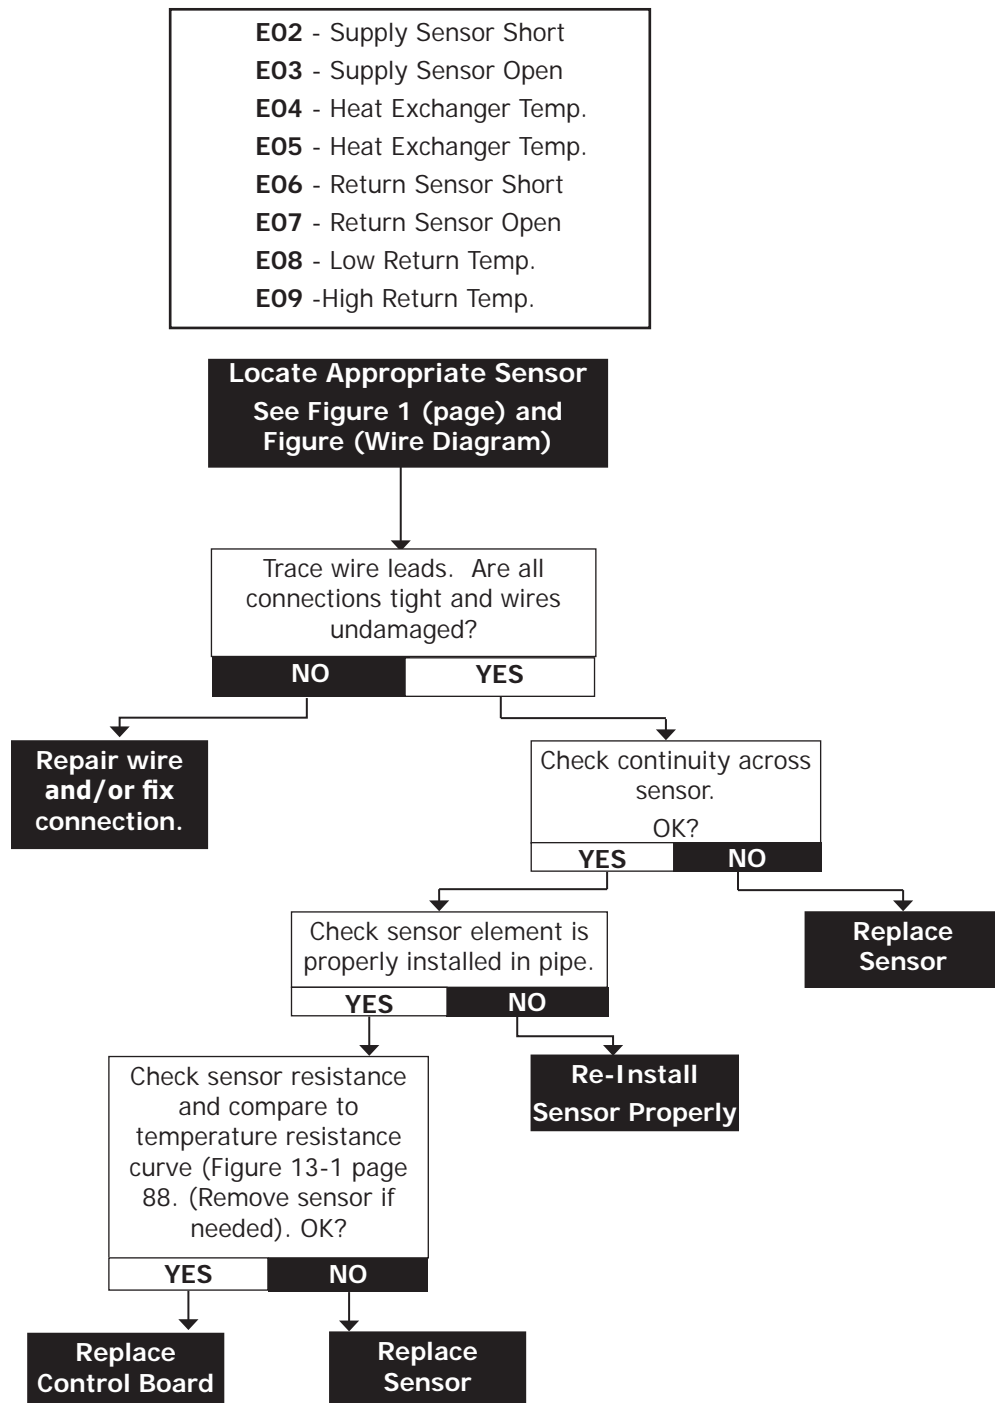 E02 - Supply Sensor Short
E03 - Supply Sensor Open
E04 - Heat Exchanger Temp.
E05 - Heat Exchanger Temp.
E06 - Return Sensor Short
E07 - Return Sensor Open
E08 - Low Return Temp.
E09 -High Return Temp.
Locate Appropriate Sensor
See Figure 1 (page) and
Figure (Wire Diagram)
Trace wire leads. Are all
connections tight and wires
undamaged?
NO
YES
Repair wire
and/or fix
connection.
Check continuity across
sensor.
OK?
YES
NO
Check sensor element is
properly installed in pipe.
YES
NO
Replace
Sensor
Check sensor resistance
and compare to
temperature resistance
curve (Figure 13-1 page
88. (Remove sensor if
needed). OK?
YES
NO
Re-Install
Sensor Properly
Replace
Control Board
Replace
Sensor